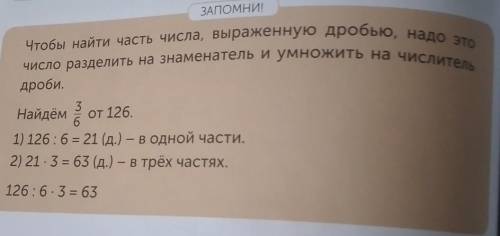 ЗАПОМНИ!
Чтобы найти часть числа, выраженную дробью, надо это
число разделить на знаменатель и умножить на числитель
дроби.
Найдём 3/6 от 126.
1) 126 : 6 = 21 (д.) – в одной части.
2) 21 · 3 = 63 (д.) – в трёх частях.
126 : 6 · 3 = 63